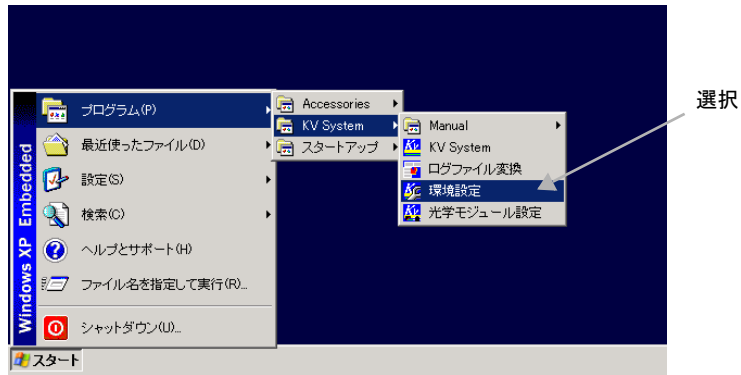 選択
プログラム(P)
最近使ったファイル(D)
設定(S)
検索(C)
ヘルプとサポート(H)
ファイル名を指定して実行(R)...
シャットダウン(U)...
Windows XP Embedded
Accessories
KV System
スタートアップ
Manual
KV System
ログファイル変換
環境設定
光学モジュール設定
スタート